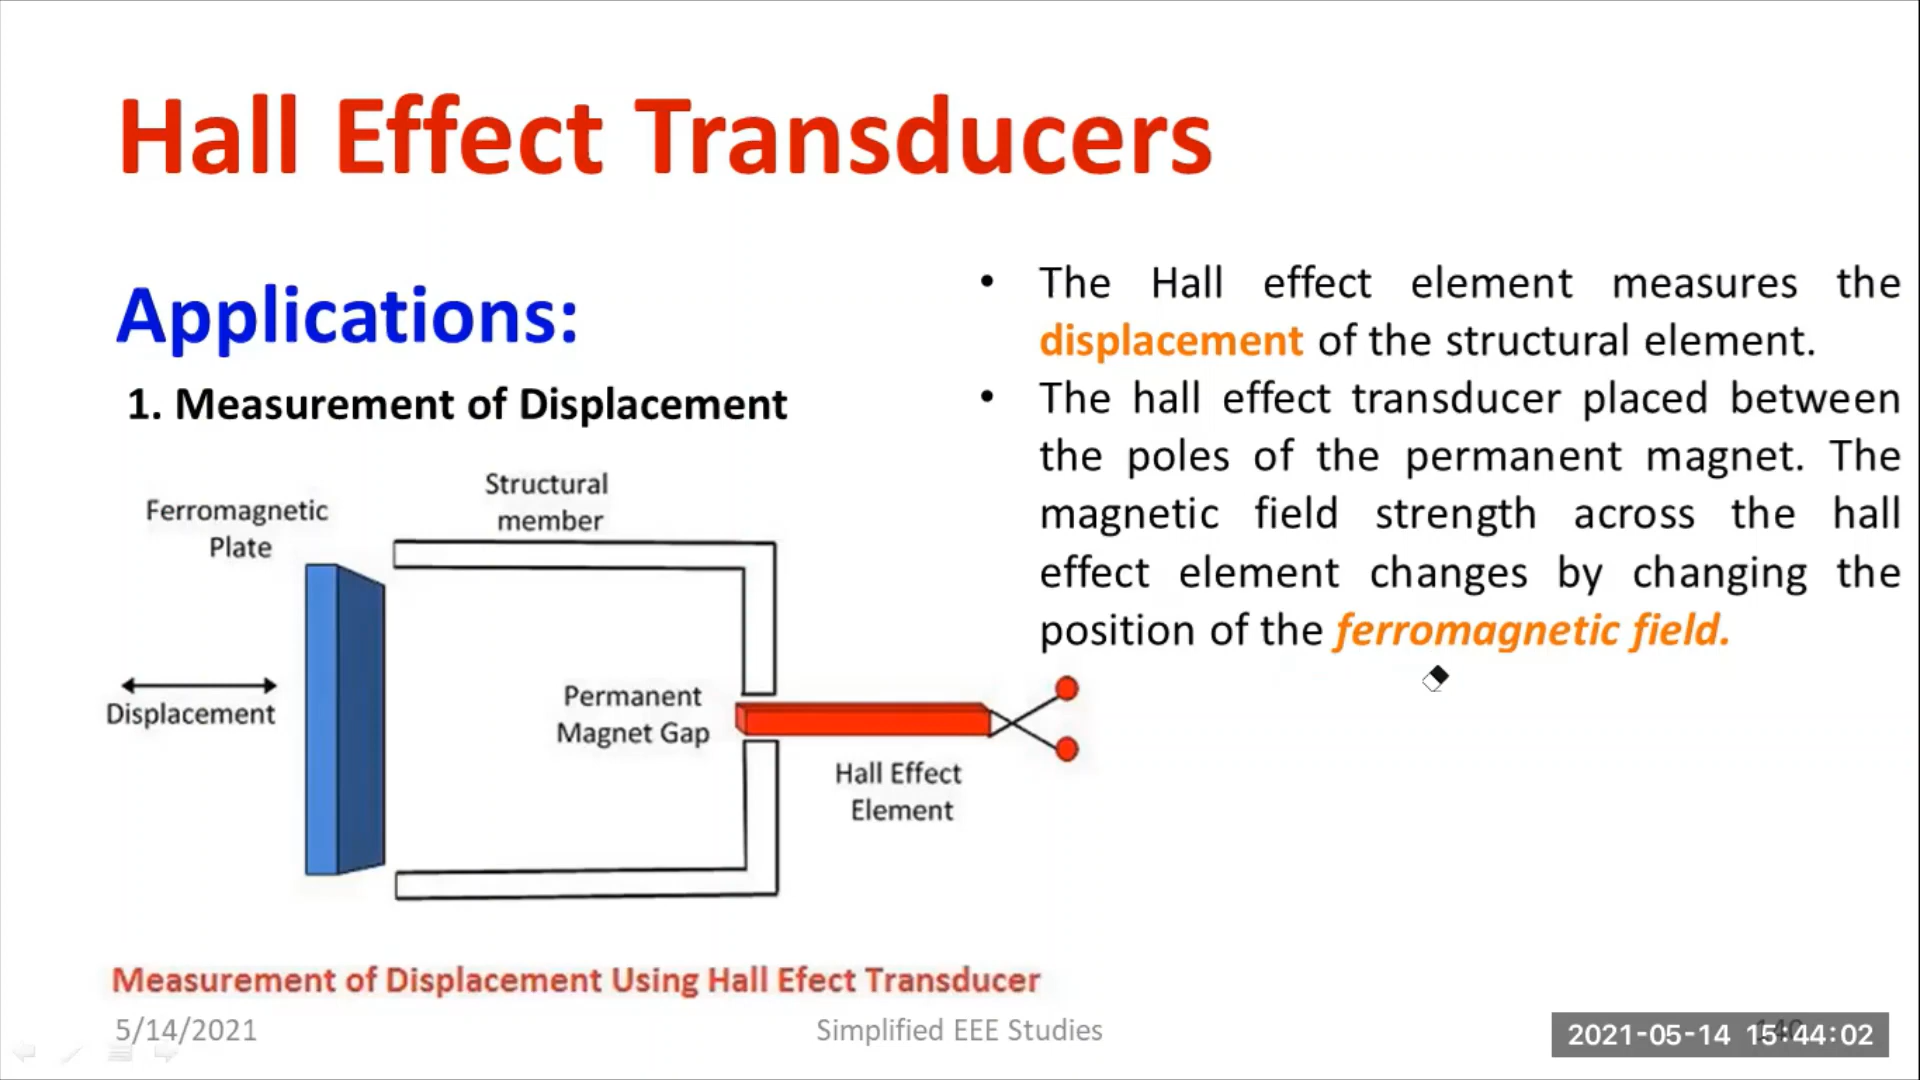 Hall Effect Transducers
Applications:
1. Measurement of Displacement
Structural
member
Ferromagnetic
Plate
Displacement
Permanent
Magnet Gap
Hall Effect
Element
Measurement of Displacement Using Hall Efect Transducer
• The Hall effect element measures the
displacement of the structural element.
• The hall effect transducer placed between
the poles of the permanent magnet. The
magnetic field strength across the hall
effect element changes by changing the
position of the ferromagnetic field.
5/14/2021
Simplified EEE Studies
2021-05-14 15:44:02